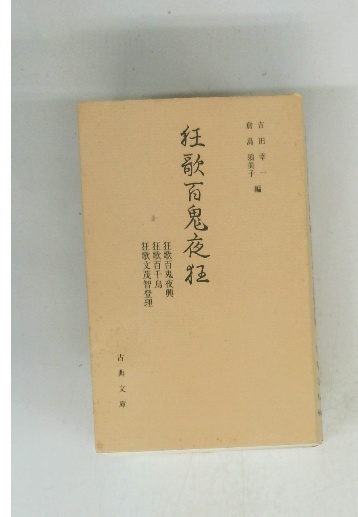 吉田幸一
倉島須美子 編
狂歌百鬼夜狂
狂歌百鬼夜興
狂歌百千鳥
狂歌文茂智登理
古典文庫